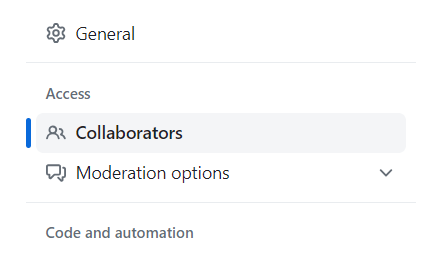 General
Access
Collaborators
Moderation options
Code and automation